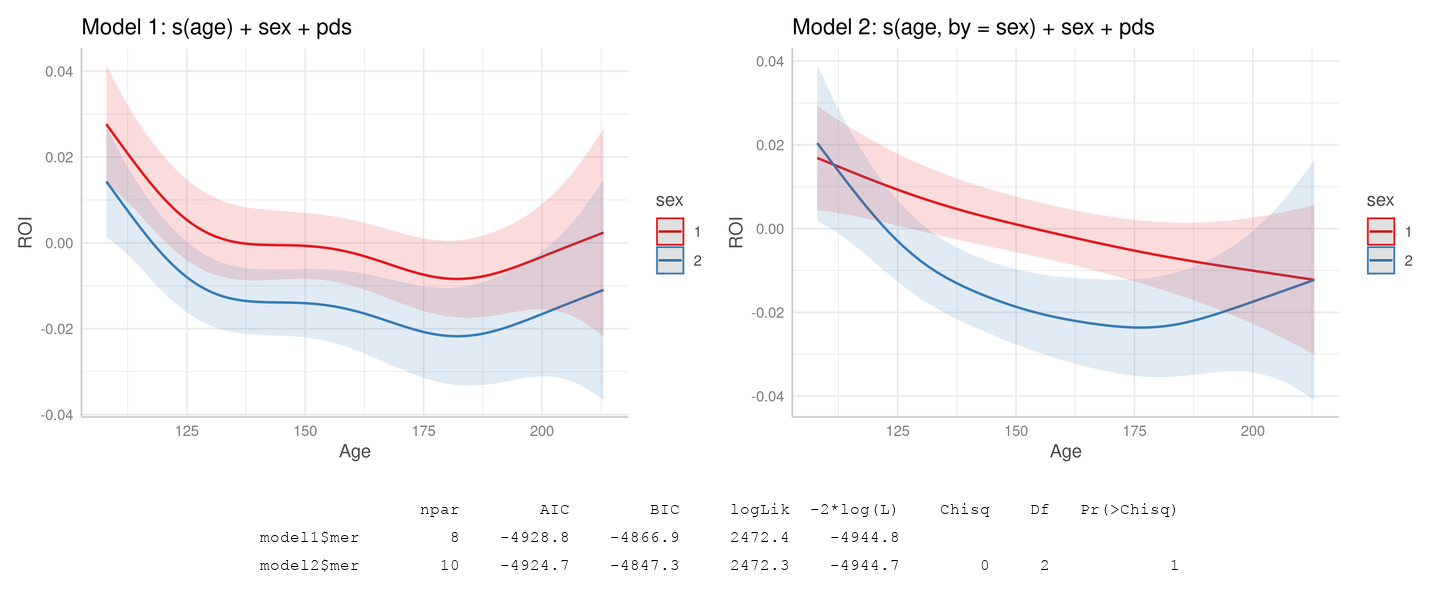 Model 1: s(age) + sex + pds
0.04
0.02
0.00
-0.02
-0.04
ROI
125 150 175 200
Age
sex
1
2
Model 2: s(age, by = sex) + sex + pds
0.04
0.02
0.00
-0.02
-0.04
ROI
125 150 175 200
Age
sex
1
2
npar AIC BIC logLik -2*log(L) Chisq Df Pr(>Chisq)
model1$mer 8 -4928.8 -4866.9 2472.4 -4944.8
model2$mer 10 -4924.7 -4847.3 2472.3 -4944.7 0 2 1